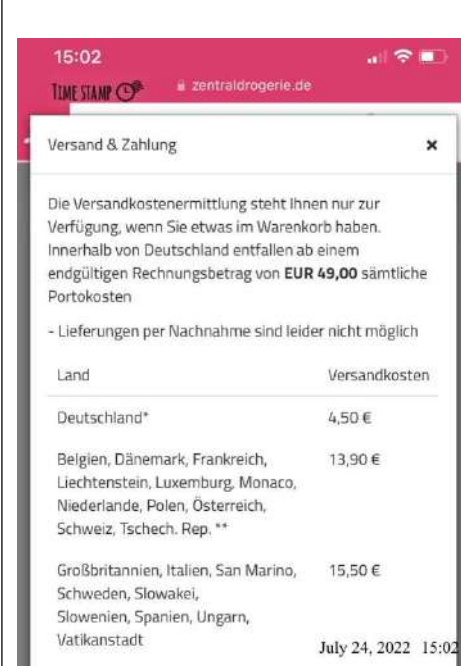 15:02
TIME STAMP
zentraldrogerie.de
Versand & Zahlung
Die Versandkostenermittlung steht Ihnen nur zur
Verfügung, wenn Sie etwas im Warenkorb haben.
Innerhalb von Deutschland entfallen ab einem
endgültigen Rechnungsbetrag von EUR 49,00 sämtliche
Portokosten
- Lieferungen per Nachnahme sind leider nicht möglich
Land Versandkosten
Deutschland* 4,50 €
Belgien, Dänemark, Frankreich, 13,90 €
Liechtenstein, Luxemburg, Monaco,
Niederlande, Polen, Österreich,
Schweiz, Tschech. Rep. **
Großbritannien, Italien, San Marino, 15,50 €
Schweden, Slowakei,
Slowenien, Spanien, Ungarn,
Vatikanstadt
July 24, 2022 15:02